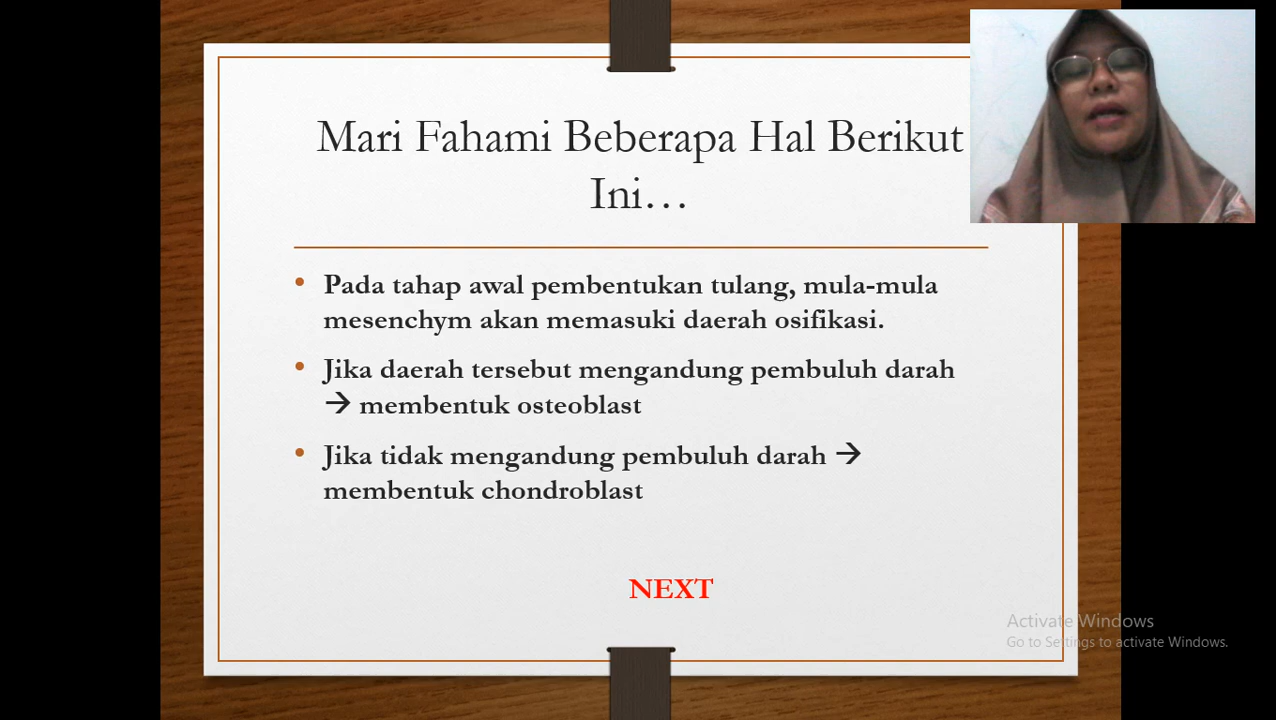 Mari Fahami Beberapa Hal Berikut
Ini…
• Pada tahap awal pembentukan tulang, mula-mula
mesenchym akan memasuki daerah osifikasi.
• Jika daerah tersebut mengandung pembuluh darah
→ membentuk osteoblast
• Jika tidak mengandung pembuluh darah →
membentuk chondroblast
NEXT
Activate Windows
Go to Settings to activate Windows.